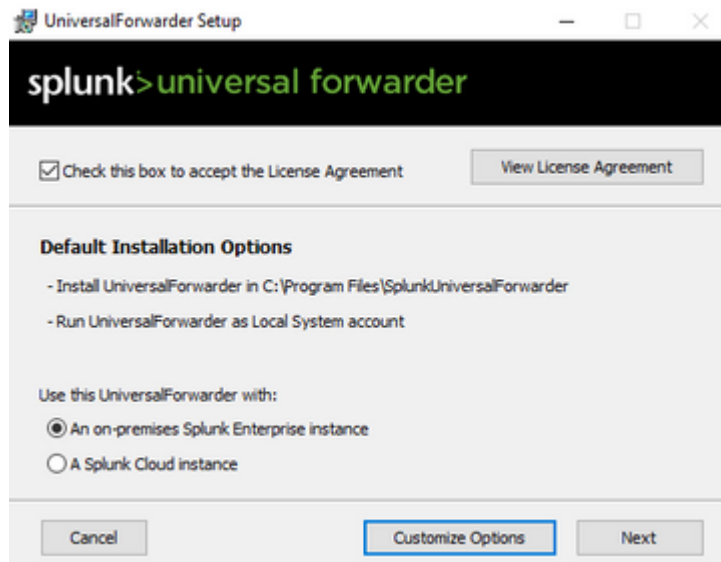 UniversalForwarder Setup
splunk>universal forwarder
Check this box to accept the License Agreement
View License Agreement
Default Installation Options
- Install UniversalForwarder in C:\Program Files\SplunkUniversalForwarder
- Run UniversalForwarder as Local System account
Use this UniversalForwarder with:
An on-premises Splunk Enterprise instance
A Splunk Cloud instance
Cancel
Customize Options
Next